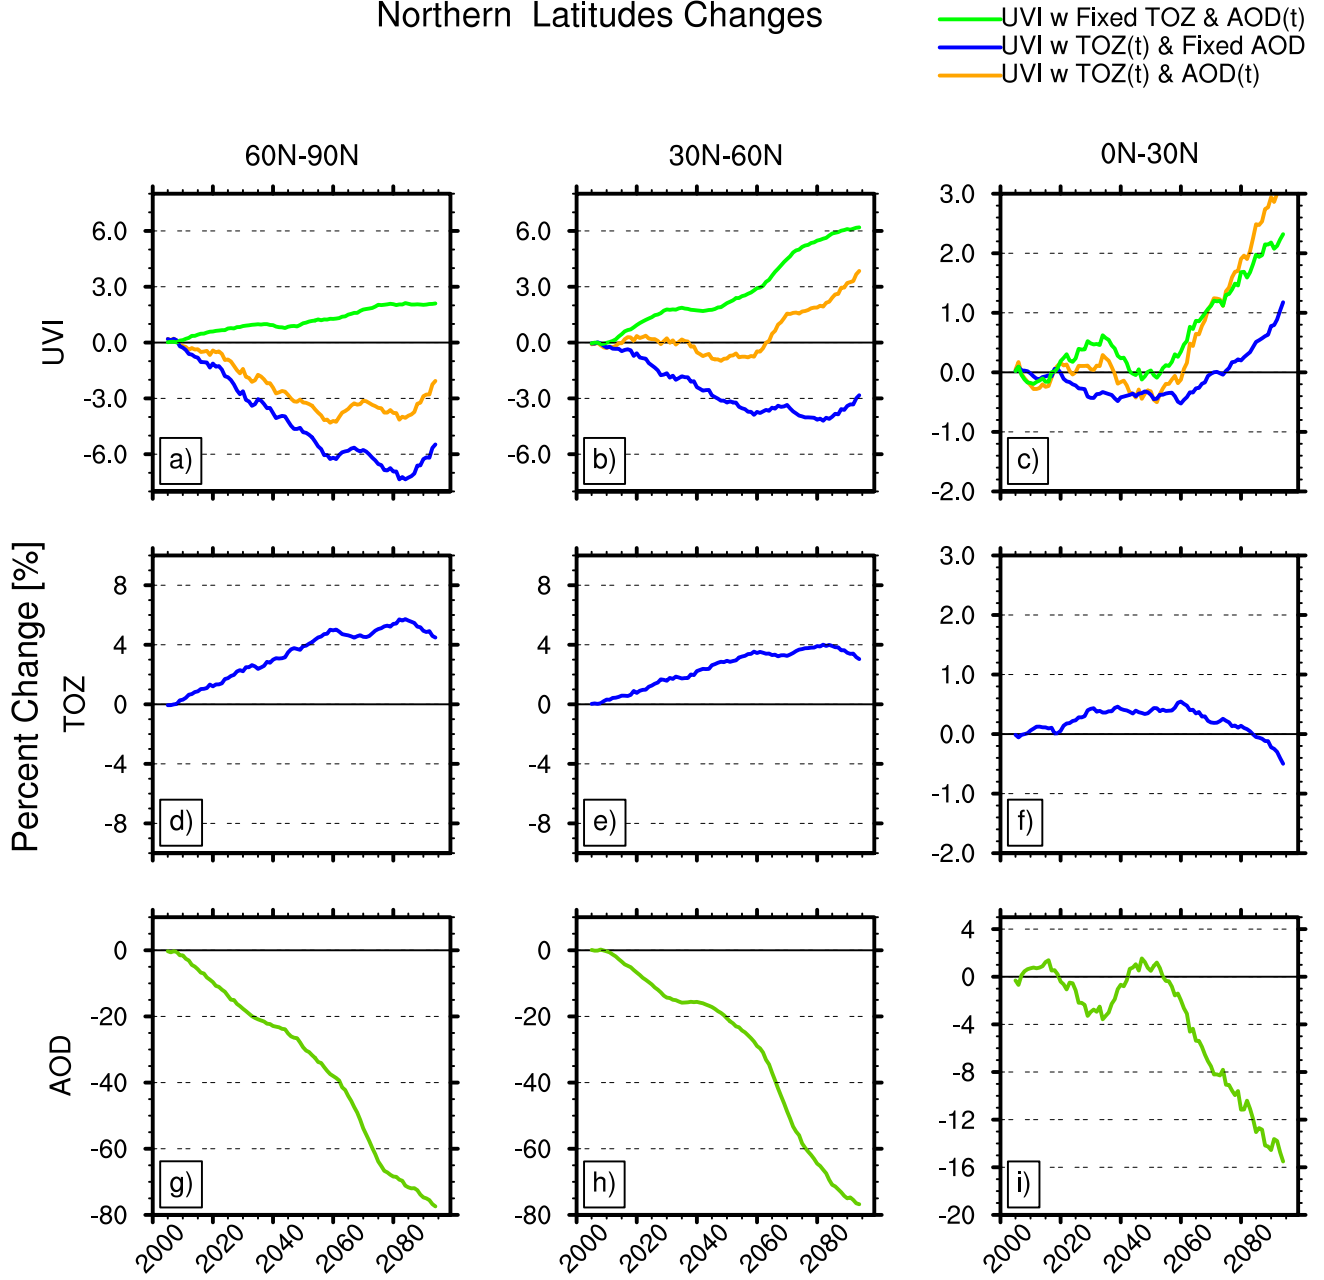 Northern Latitudes Changes
UVI w Fixed TOZ & AOD(t)
UVI w TOZ(t) & Fixed AOD
UVI w TOZ(t) & AOD(t)
60N-90N
30N-60N
0N-30N
Percent Change [%]
UVI
6.0
3.0
0.0
-3.0
-6.0
a)
6.0
3.0
0.0
-3.0
-6.0
b)
3.0
2.0
1.0
0.0
-1.0
-2.0
c)
TOZ
8
4
0
-4
-8
d)
8
4
0
-4
-8
e)
3.0
2.0
1.0
0.0
-1.0
-2.0
f)
AOD
0
-20
-40
-60
-80
g)
2000 2020 2040 2060 2080
0
-20
-40
-60
-80
h)
2000 2020 2040 2060 2080
4
0
-4
-8
-12
-16
-20
i)
2000 2020 2040 2060 2080